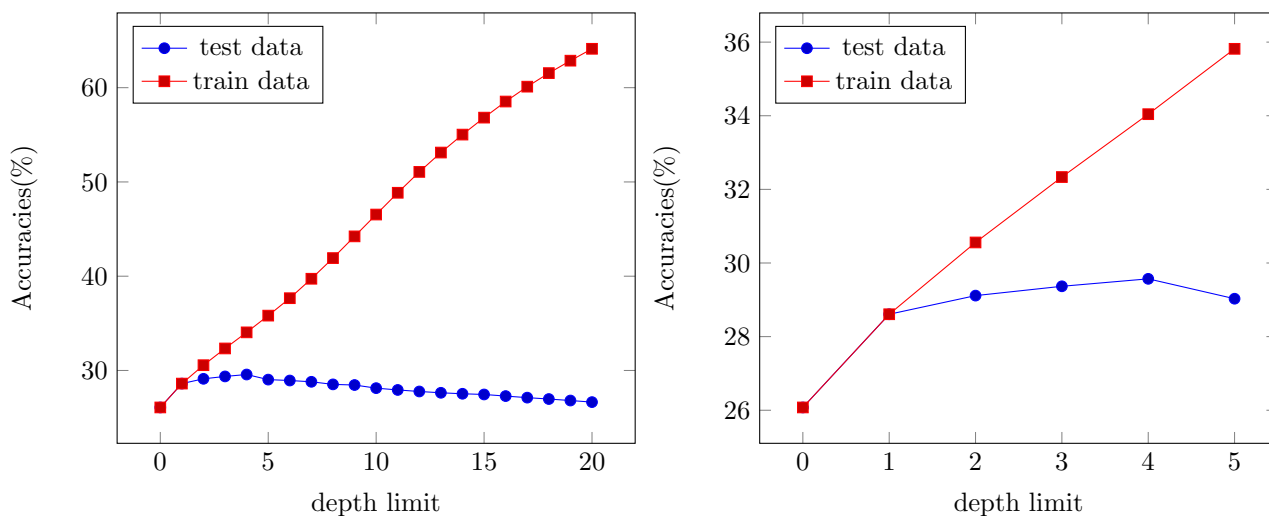 test data
train data
60
50
40
30
0 5 10 15 20
depth limit
Accuracies(%)
test data
train data
36
34
32
30
28
26
0 1 2 3 4 5
depth limit
Accuracies(%)